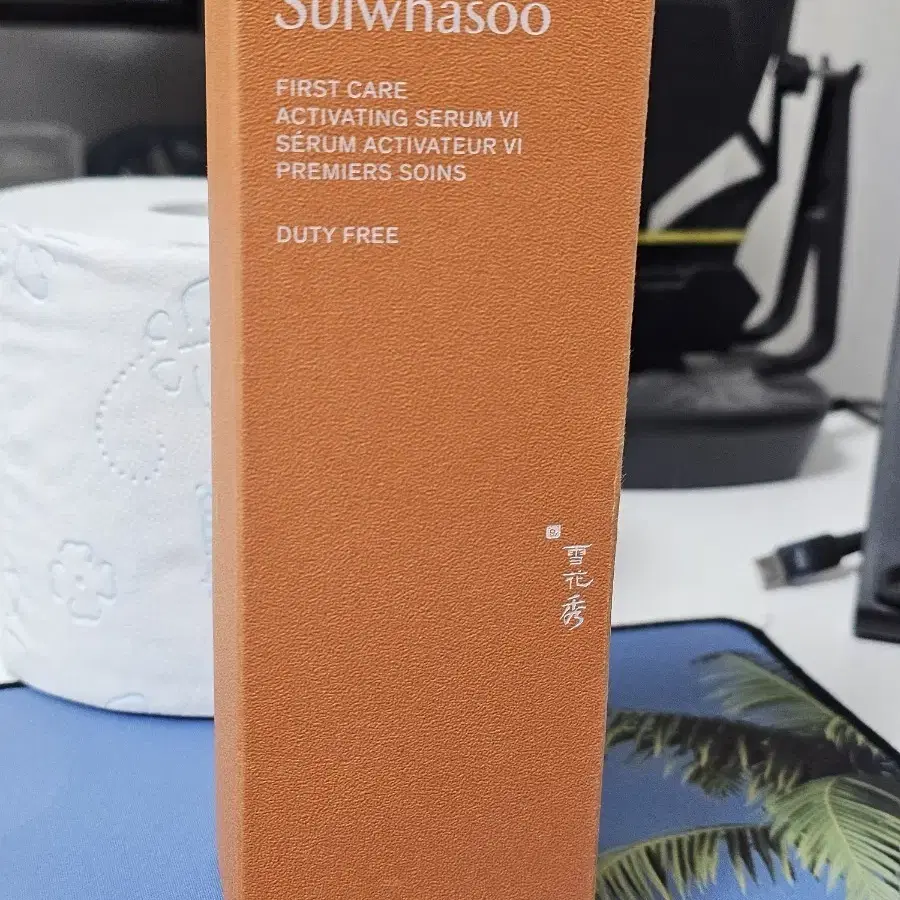 Sulwhasoo
FIRST CARE
ACTIVATING SERUM VI
SÉRUM ACTIVATEUR VI
PREMIERS SOINS
DUTY FREE
雪花秀